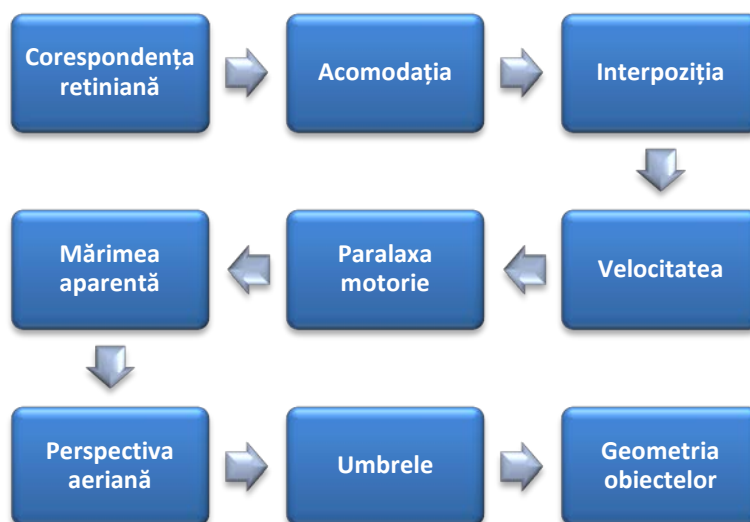 Corespondența
retiniană
Acomodația
Interpoziția
Velocitatea
Paralaxa
motorie
Mărimea
aparentă
Perspectiva
aeriană
Umbrele
Geometria
obiectelor